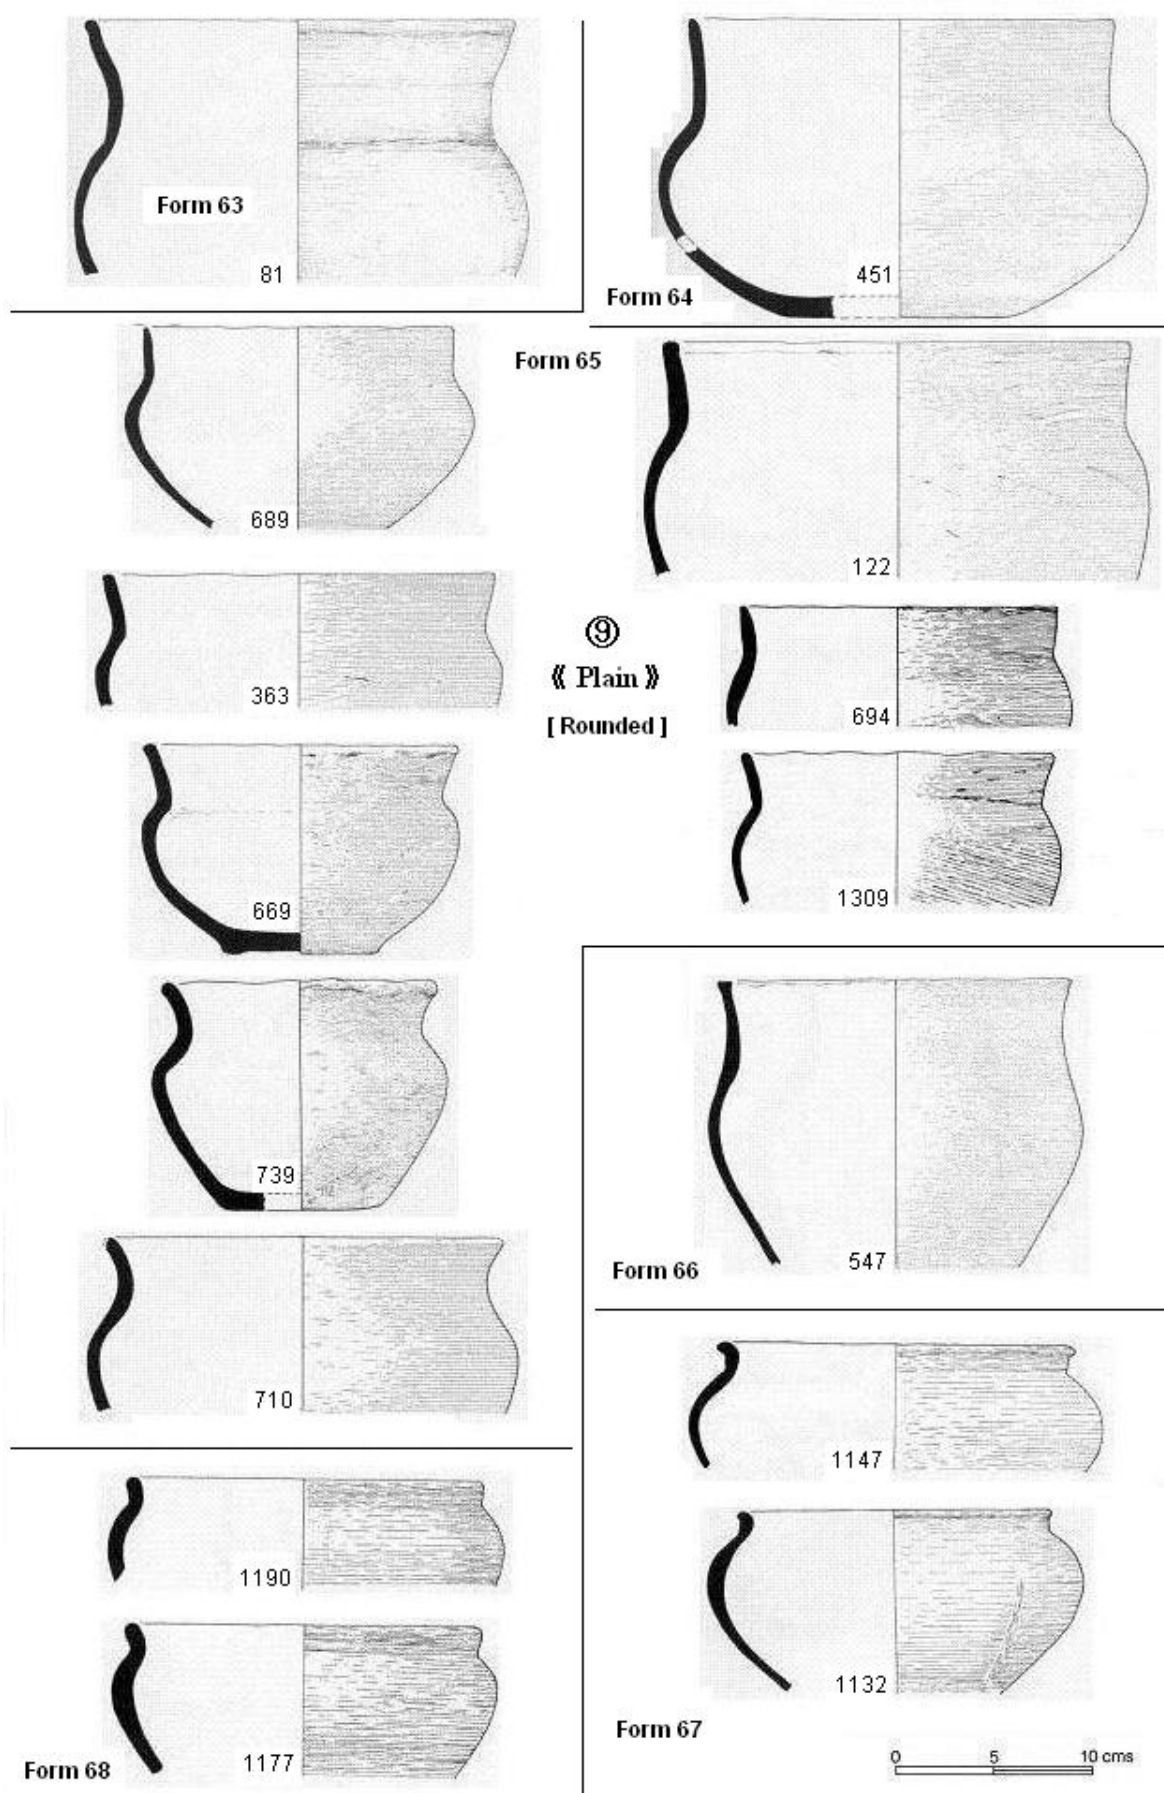 Form 63
81
451
Form 64
Form 65
689
122
363
⑨
⟪ Plain ⟫
[ Rounded ]
694
669
1309
739
547
Form 66
710
1147
1190
1132
Form 67
1177
Form 68
0 5 10 cms